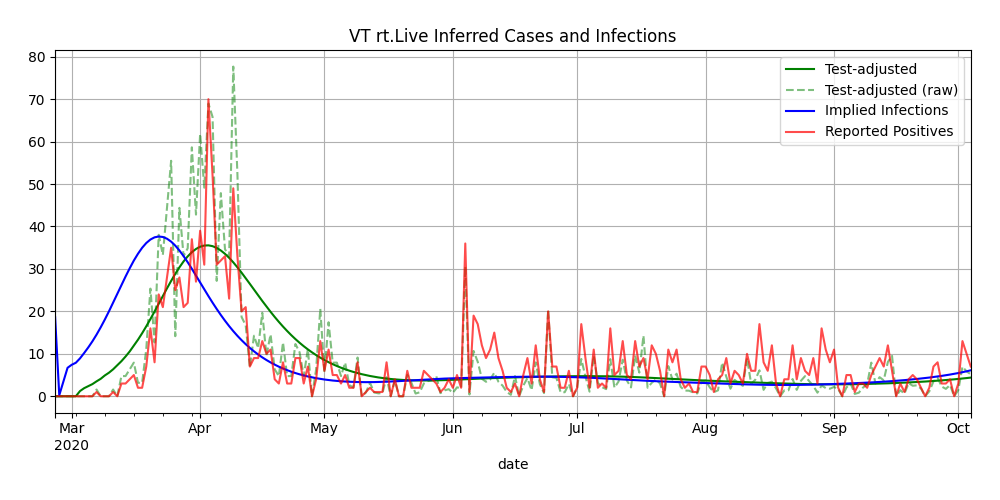 VT rt.Live Inferred Cases and Infections
80
70
60
50
40
30
20
10
0
Test-adjusted
Test-adjusted (raw)
Implied Infections
Reported Positives
Mar Apr May Jun Jul Aug Sep Oct
2020
date